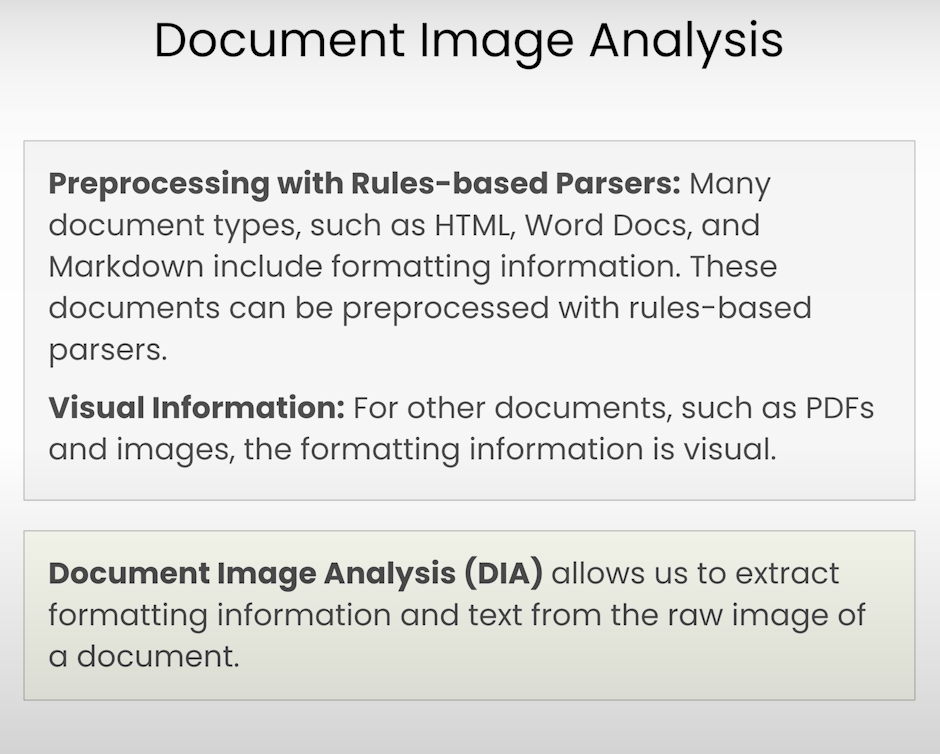 Document Image Analysis
Preprocessing with Rules-based Parsers: Many
document types, such as HTML, Word Docs, and
Markdown include formatting information. These
documents can be preprocessed with rules-based
parsers.
Visual Information: For other documents, such as PDFs
and images, the formatting information is visual.
Document Image Analysis (DIA) allows us to extract
formatting information and text from the raw image of
a document.